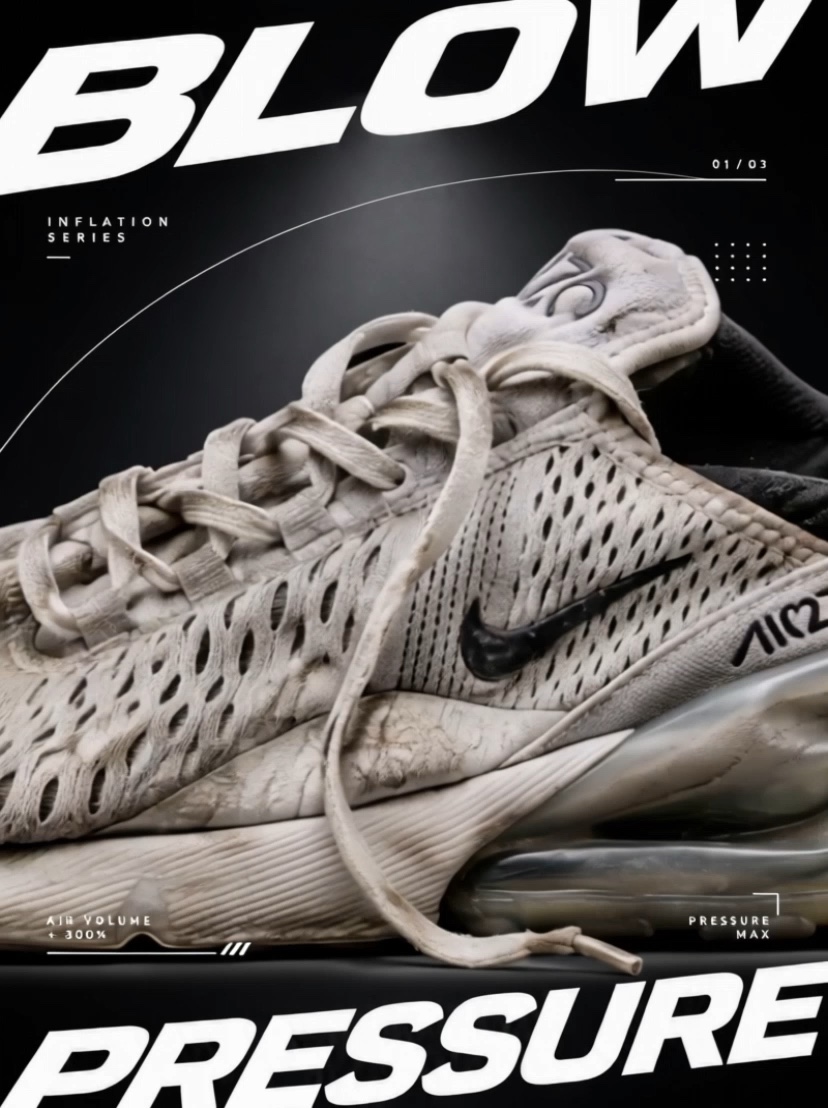 BLOW
01/03
INFLATION
SERIES
AIR VOLUME
+ 300%
PRESSURE
MAX
PRESSURE